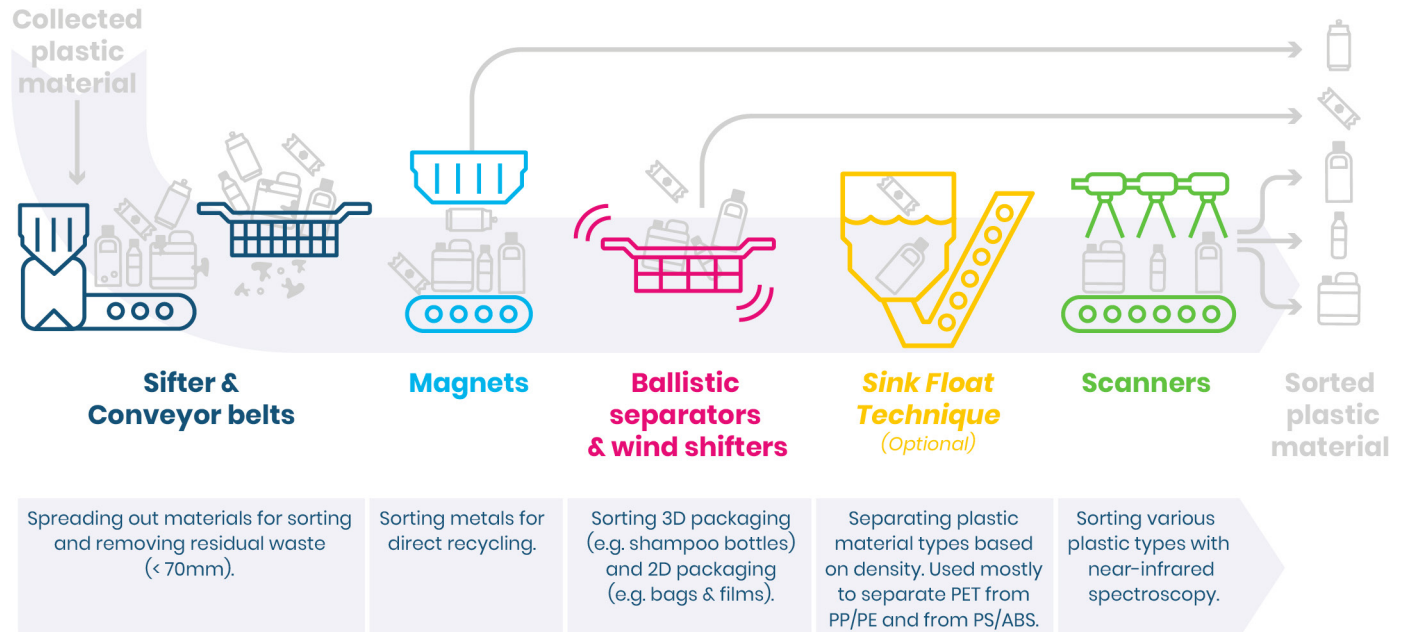 Collected
plastic
material
Sifter &
Conveyor belts
Magnets
Ballistic
separators
& wind shifters
Sink Float
Technique
(Optional)
Scanners
Sorted
plastic
material
Spreading out materials for sorting
and removing residual waste
(< 70mm).
Sorting metals for
direct recycling.
Sorting 3D packaging
(e.g. shampoo bottles)
and 2D packaging
(e.g. bags & films).
Separating plastic
material types based
on density. Used mostly
to separate PET from
PP/PE and from PS/ABS.
Sorting various
plastic types with
near-infrared
spectroscopy.